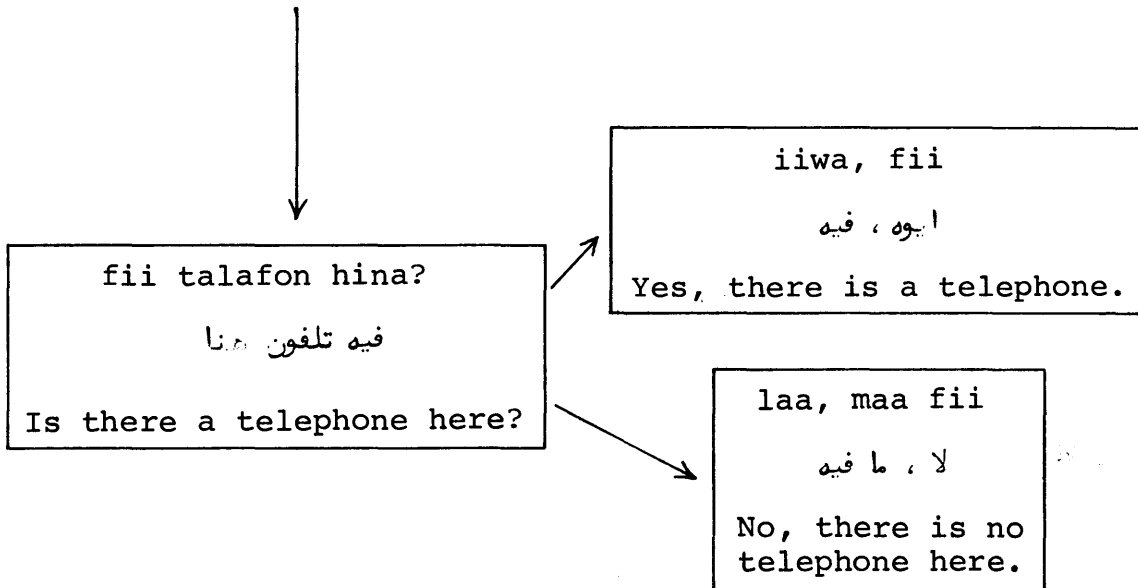 fii talafon hina?
فيه تلفون هنا
Is there a telephone here?
iiwa, fii
ايوه ، فيه
Yes, there is a telephone.
laa, maa fii
لا ، ما فيه
No, there is no
telephone here.